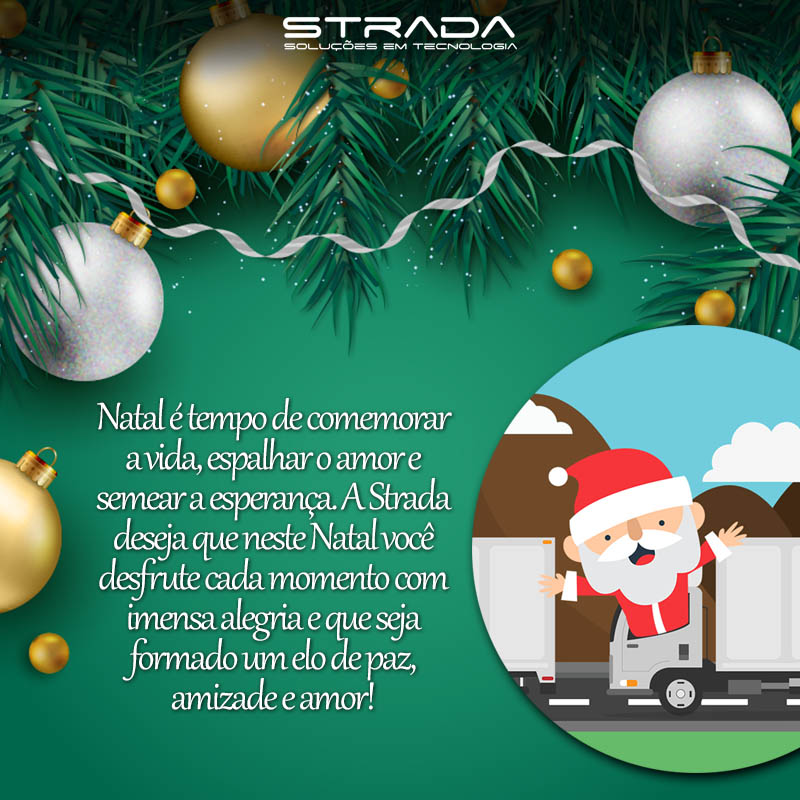 STRADA
SOLUÇÕES EM TECNOLOGIA
Natal é tempo de comemorar
a vida, espalhar o amor e
semear a esperança. A Strada
deseja que neste Natal você
desfrute cada momento com
imensa alegria e que seja
formado um elo de paz,
amizade e amor!